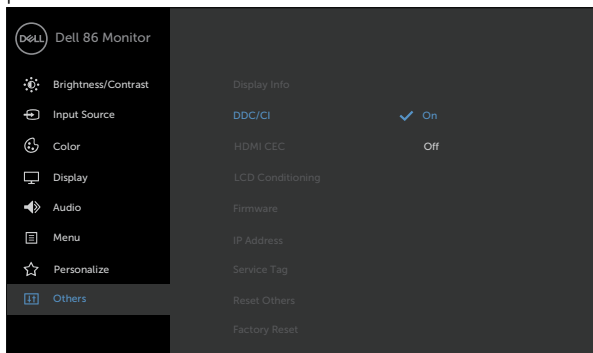 DELL Dell 86 Monitor
Brightness/Contrast
Display Info
Input Source
DDC/CI On
Color
HDMI CEC Off
Display
LCD Conditioning
Audio
Firmware
Menu
IP Address
Personalize
Service Tag
Others
Reset Others
Factory Reset